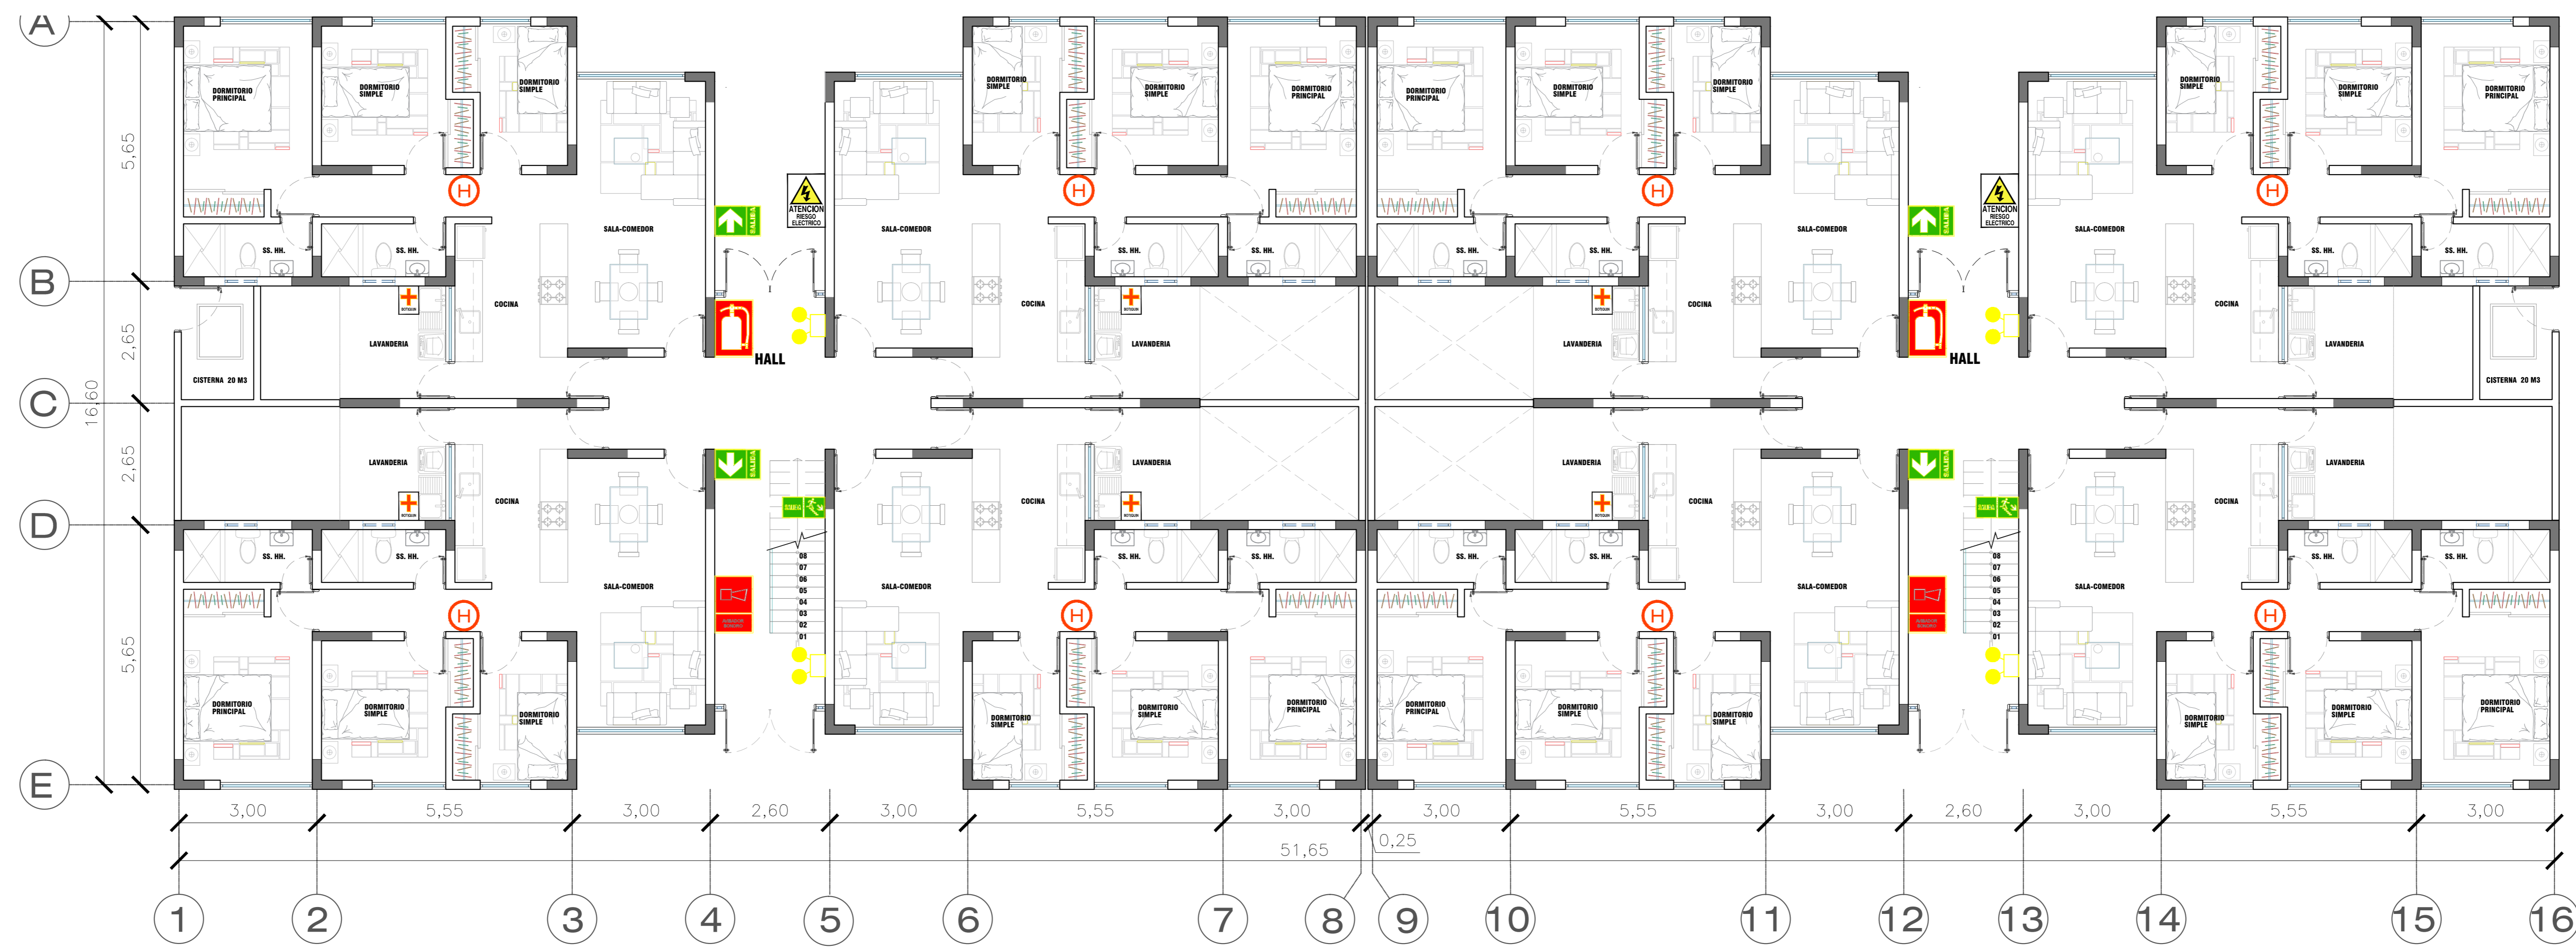 A
DORMITORIO
PRINCIPAL
DORMITORIO
SIMPLE
DORMITORIO
SIMPLE
DORMITORIO
SIMPLE
DORMITORIO
SIMPLE
DORMITORIO
PRINCIPAL
DORMITORIO
PRINCIPAL
DORMITORIO
SIMPLE
DORMITORIO
SIMPLE
DORMITORIO
SIMPLE
DORMITORIO
SIMPLE
DORMITORIO
PRINCIPAL
5,65
H
H
H
H
ATENCION
RIESGO
ELECTRICO
ATENCION
RIESGO
ELECTRICO
SALIDA
SALIDA
SALA-COMEDOR
SALA-COMEDOR
SALA-COMEDOR
SALA-COMEDOR
SS. HH.
SS. HH.
SS. HH.
SS. HH.
SS. HH.
SS. HH.
SS. HH.
SS. HH.
B
BOTIQUIN
BOTIQUIN
BOTIQUIN
COCINA
COCINA
COCINA
COCINA
2,65
LAVANDERIA
LAVANDERIA
LAVANDERIA
LAVANDERIA
HALL
HALL
CISTERNA 20 M3
CISTERNA 20 M3
C
16,60
2,65
LAVANDERIA
LAVANDERIA
LAVANDERIA
LAVANDERIA
SALIDA
SALIDA
COCINA
COCINA
COCINA
COCINA
BOTIQUIN
BOTIQUIN
BOTIQUIN
D
SS. HH.
SS. HH.
SS. HH.
SS. HH.
SS. HH.
SS. HH.
SS. HH.
SS. HH.
08
07
06
05
04
03
02
01
08
07
06
05
04
03
02
01
SALA-COMEDOR
SALA-COMEDOR
SALA-COMEDOR
SALA-COMEDOR
H
H
H
H
5,65
DORMITORIO
PRINCIPAL
DORMITORIO
SIMPLE
DORMITORIO
SIMPLE
DORMITORIO
SIMPLE
DORMITORIO
SIMPLE
DORMITORIO
PRINCIPAL
DORMITORIO
PRINCIPAL
DORMITORIO
SIMPLE
DORMITORIO
SIMPLE
DORMITORIO
SIMPLE
DORMITORIO
SIMPLE
DORMITORIO
PRINCIPAL
E
3,00 5,55 3,00 2,60 3,00 5,55 3,00 3,00 5,55 3,00 2,60 3,00 5,55 3,00
0,25
51,65
1 2 3 4 5 6 7 8 9 10 11 12 13 14 15 16